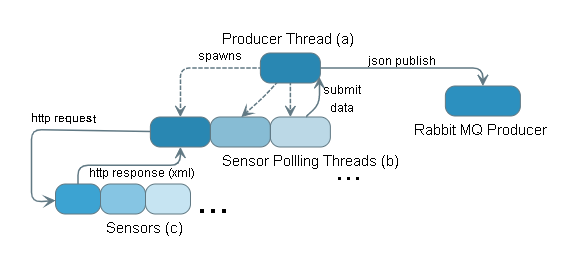 Producer Thread (a)
spawns
json publish
submit
data
http request
Rabbit MQ Producer
Sensor Pollling Threads (b)
http response (xml)
...
Sensors (c)
...